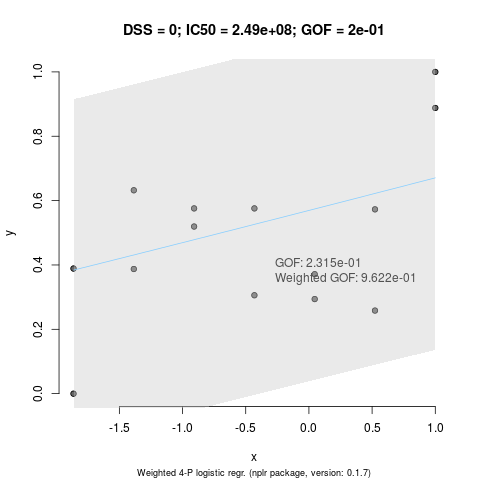 DSS = 0; IC50 = 2.49e+08; GOF = 2e-01
1.0
0.8
0.6
0.4
0.2
0.0
y
GOF: 2.315e-01
Weighted GOF: 9.622e-01
-1.5 -1.0 -0.5 0.0 0.5 1.0
x
Weighted 4-P logistic regr. (nplr package, version: 0.1.7)